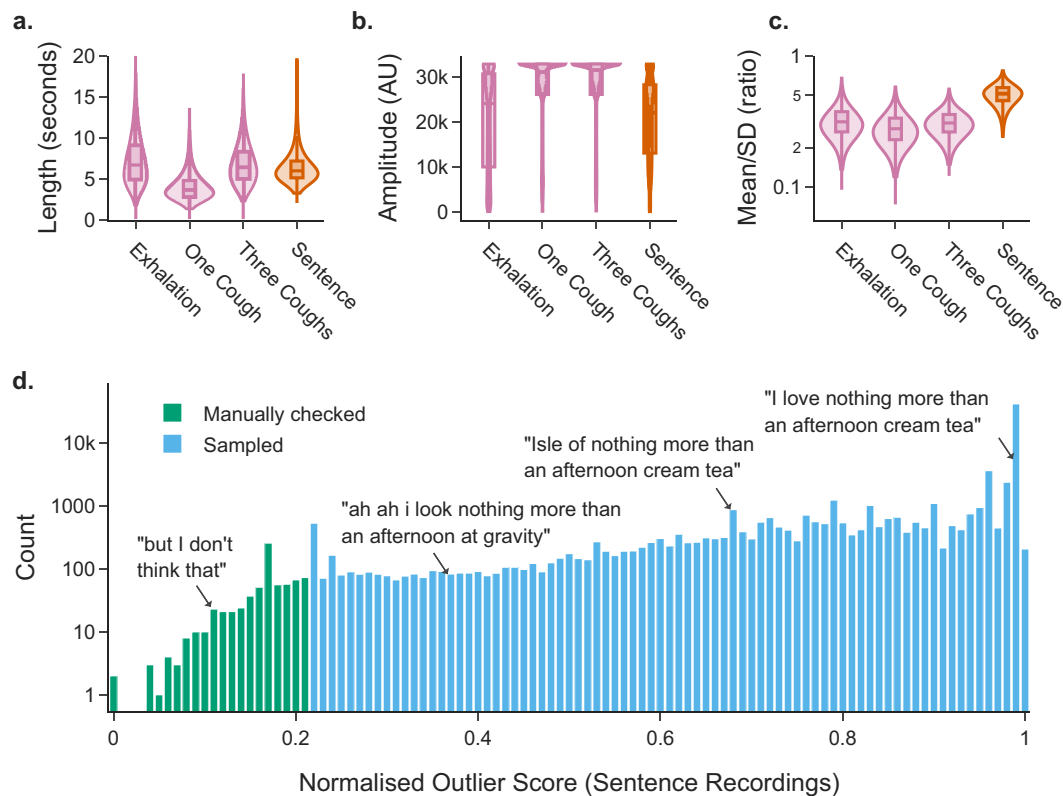 a.
Length (seconds)
20
15
10
5
0
Exhalation
One Cough
Three Coughs
Sentence
b.
Amplitude (AU)
30k
20k
10k
0
Exhalation
One Cough
Three Coughs
Sentence
c.
Mean/SD (ratio)
1
5
2
0.1
Exhalation
One Cough
Three Coughs
Sentence
d.
Manually checked
Sampled
Count
10k
1000
100
10
1
"but I don't
think that"
"ah ah i look nothing more than
an afternoon at gravity"
"Isle of nothing more than
an afternoon cream tea"
"I love nothing more than
an afternoon cream tea"
0
0.2
0.4
0.6
0.8
1
Normalised Outlier Score (Sentence Recordings)